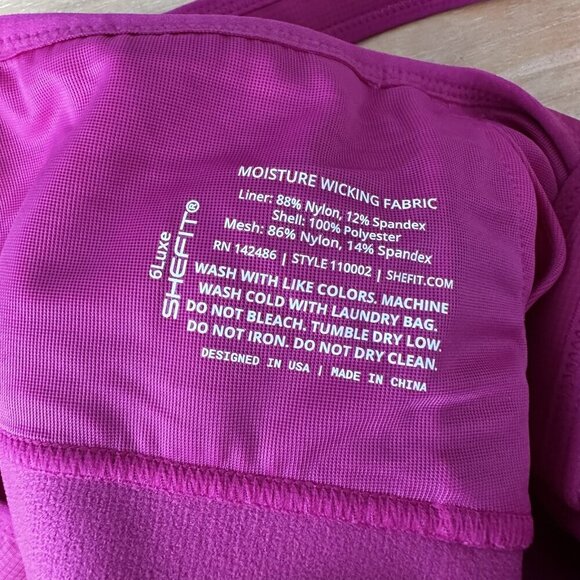 6Luxe
SHEFIT®
MOISTURE WICKING FABRIC
Liner: 88% Nylon, 12% Spandex
Shell: 100% Polyester
Mesh: 86% Nylon, 14% Spandex
RN 142486 | STYLE 110002 | SHEFIT.COM
WASH WITH LIKE COLORS. MACHINE
WASH COLD WITH LAUNDRY BAG.
DO NOT BLEACH. TUMBLE DRY LOW.
DO NOT IRON. DO NOT DRY CLEAN.
DESIGNED IN USA | MADE IN CHINA